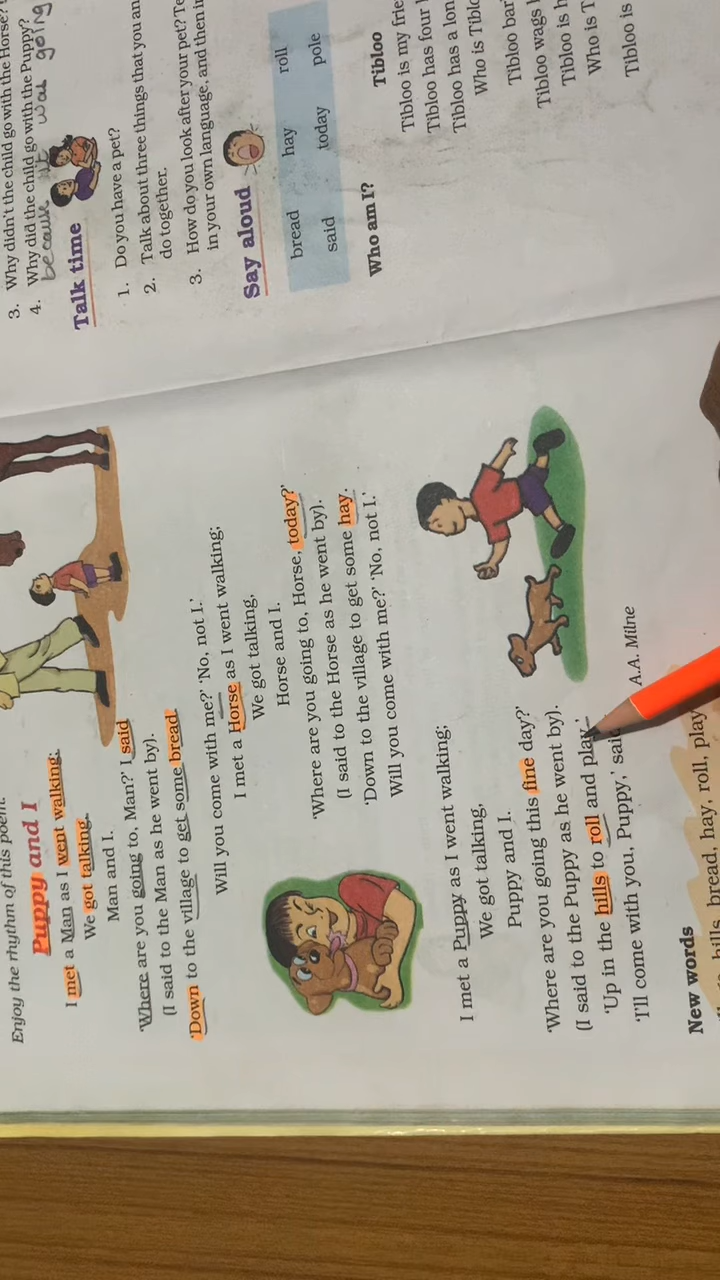 Enjoy the rhythm of this poem.
Puppy and I
I met a Man as I went walking;
We got talking,
Man and I.
'Where are you going to, Man?' I said
(I said to the Man as he went by).
'Down to the village to get some bread.
Will you come with me?' 'No, not I.'
I met a Horse as I went walking;
We got talking,
Horse and I.
'Where are you going to, Horse, today?'
(I said to the Horse as he went by).
'Down to the village to get some hay.
Will you come with me?' 'No, not I.'
I met a Puppy as I went walking;
We got talking,
Puppy and I.
'Where are you going this fine day?'
(I said to the Puppy as he went by).
'Up in the hills to roll and play.'
'I'll come with you, Puppy,' said
A.A. Milne
New words
hills, bread, hay, roll, play
3. Why didn't the child go with the Horse?
4. Why did the child go with the Puppy?
because it was going
Talk time
1. Do you have a pet?
2. Talk about three things that you an
do together.
3. How do you look after your pet? Te
in your own language, and then i
Say aloud
bread hay roll
said today pole
Who am I?
Tibloo
Tibloo is my frie
Tibloo has four
Tibloo has a lon
Who is Tibl
Tibloo bar
Tibloo wags
Tibloo is h
Who is T
Tibloo is